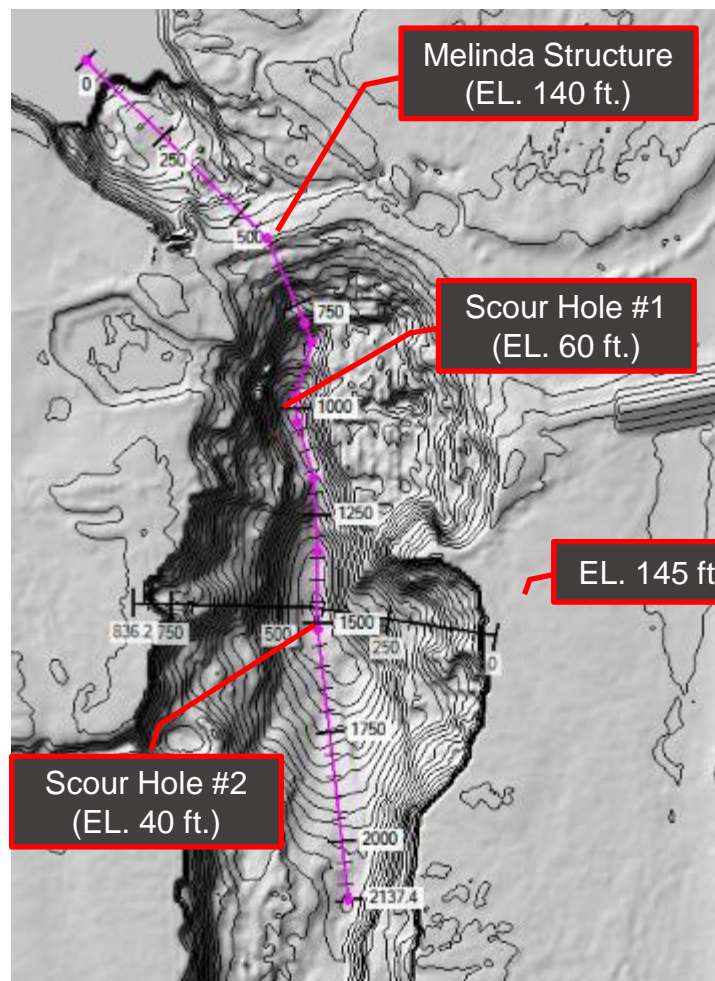 Melinda Structure
(EL. 140 ft.)
0
250
500
750
Scour Hole #1
(EL. 60 ft.)
1000
1250
EL. 145 ft
836.2 750 500 1500 250 0
1750
Scour Hole #2
(EL. 40 ft.)
2000
2137.4